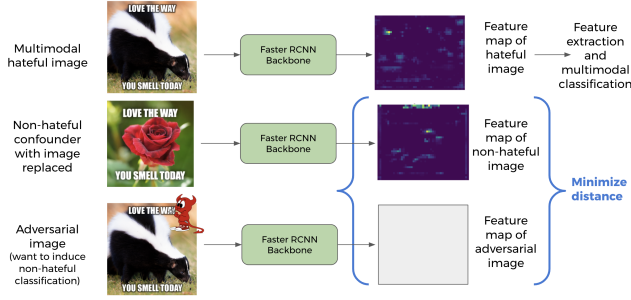 Multimodal
hateful image
LOVE THE WAY
YOU SMELL TODAY
Faster RCNN
Backbone
Feature
map of
hateful
image
Feature
extraction
and
multimodal
classification
Non-hateful
confounder
with image
replaced
LOVE THE WAY
YOU SMELL TODAY
Faster RCNN
Backbone
Feature
map of
non-hateful
image
Minimize
distance
Adversarial
image
(want to induce
non-hateful
classification)
LOVE THE WAY
YOU SMELL TODAY
Faster RCNN
Backbone
Feature
map of
adversarial
image